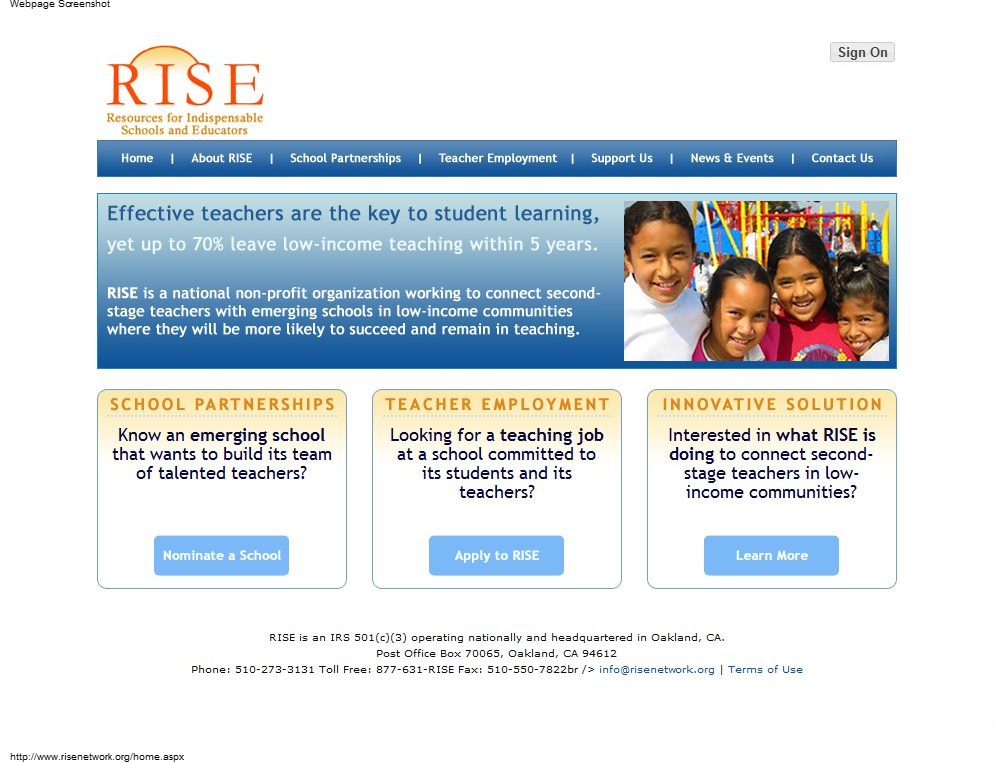 Webpage Screenshot
Sign On
RISE
Resources for Indispensable
Schools and Educators
Home | About RISE | School Partnerships | Teacher Employment | Support Us | News & Events | Contact Us
Effective teachers are the key to student learning,
yet up to 70% leave low-income teaching within 5 years.
RISE is a national non-profit organization working to connect second-
stage teachers with emerging schools in low-income communities
where they will be more likely to succeed and remain in teaching.
SCHOOL PARTNERSHIPS
Know an emerging school
that wants to build its team
of talented teachers?
Nominate a School
TEACHER EMPLOYMENT
Looking for a teaching job
at a school committed to
its students and its
teachers?
Apply to RISE
INNOVATIVE SOLUTION
Interested in what RISE is
doing to connect second-
stage teachers in low-
income communities?
Learn More
RISE is an IRS 501(c)(3) operating nationally and headquartered in Oakland, CA.
Post Office Box 70065, Oakland, CA 94612
Phone: 510-273-3131 Toll Free: 877-631-RISE Fax: 510-550-7822br /> info@risenetwork.org | Terms of Use
http://www.risenetwork.org/home.aspx